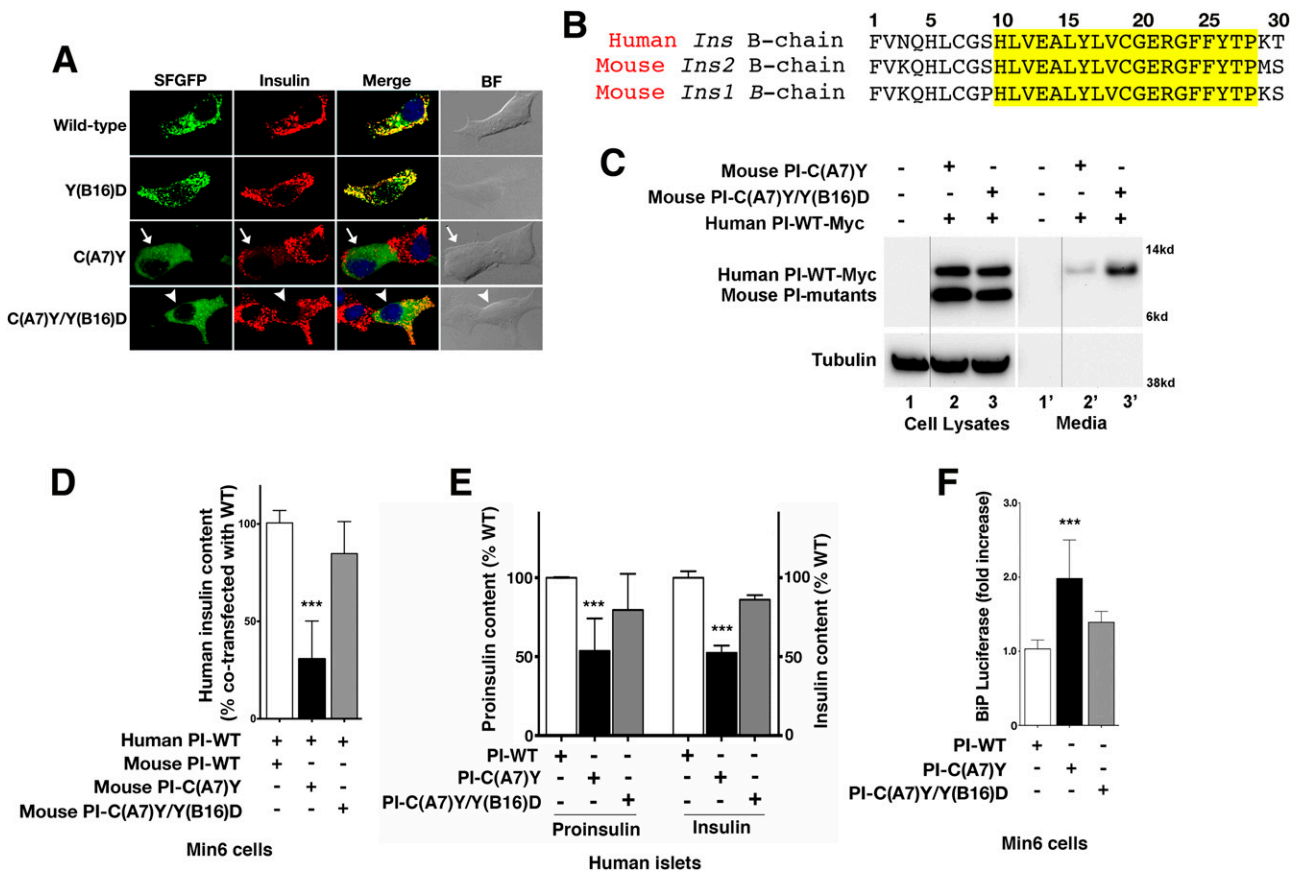 A
SFGFP Insulin Merge BF
Wild-type
Y(B16)D
C(A7)Y
C(A7)Y/Y(B16)D
B
1 5 10 15 20 25 30
Human Ins B-chain FVNQHLCGSHLVEALYLVCGERGFFYTPKT
Mouse Ins2 B-chain FVKQHLCGSHLVEALYLVCGERGFFYTPMS
Mouse Ins1 B-chain FVKQHLCGPHLVEALYLVCGERGFFYTPKS
C
Mouse PI-C(A7)Y - + - - + -
Mouse PI-C(A7)Y/Y(B16)D - - + - - +
Human PI-WT-Myc - + + - + +
14kd
Human PI-WT-Myc
Mouse PI-mutants
6kd
Tubulin
38kd
1 2 3 1' 2' 3'
Cell Lysates Media
D
Human insulin content
(% co-transfected with WT)
100
50
0
Human PI-WT + + +
Mouse PI-WT + - -
Mouse PI-C(A7)Y - + -
Mouse PI-C(A7)Y/Y(B16)D - - +
***
Min6 cells
E
Proinsulin content (% WT)
100
50
0
*** ***
Insulin content (% WT)
100
50
0
PI-WT + - - + - -
PI-C(A7)Y - + - - + -
PI-C(A7)Y/Y(B16)D - - + - - +
Proinsulin Insulin
Human islets
F
BiP Luciferase (fold increase)
3.0
2.0
1.0
0
***
PI-WT + - -
PI-C(A7)Y - + -
PI-C(A7)Y/Y(B16)D - - +
Min6 cells